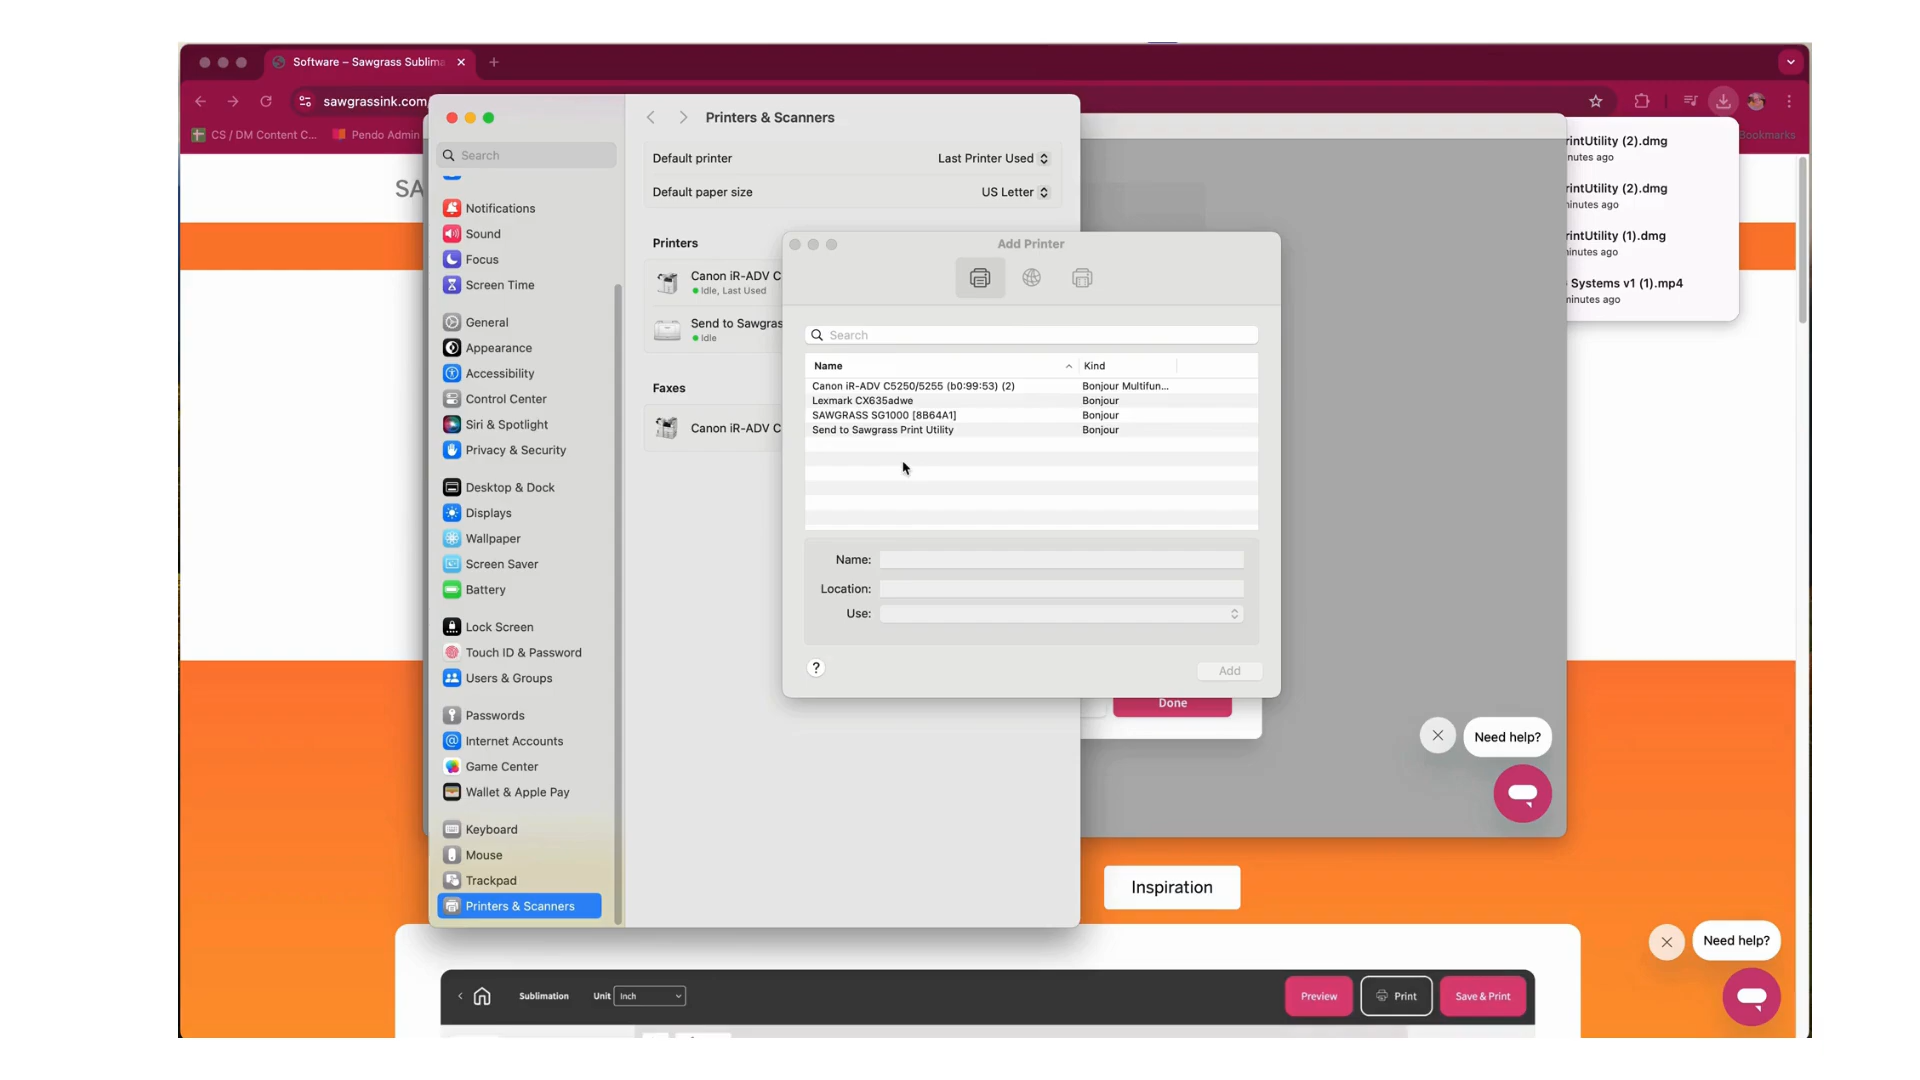 Software – Sawgrass Sublima
sawgrassink.com
CS / DM Content C...
Pendo Admin
Bookmarks
SA
Search
Notifications
Sound
Focus
Screen Time
General
Appearance
Accessibility
Control Center
Siri & Spotlight
Privacy & Security
Desktop & Dock
Displays
Wallpaper
Screen Saver
Battery
Lock Screen
Touch ID & Password
Users & Groups
Passwords
Internet Accounts
Game Center
Wallet & Apple Pay
Keyboard
Mouse
Trackpad
Printers & Scanners
Printers & Scanners
Default printer
Last Printer Used
Default paper size
US Letter
Printers
Canon iR-ADV C
Idle, Last Used
Send to Sawgras
Idle
Faxes
Canon iR-ADV C
Add Printer
Search
Name Kind
Canon iR-ADV C5250/5255 (b0:99:53) (2) Bonjour Multifun...
Lexmark CX635adwe Bonjour
SAWGRASS SG1000 [8B64A1] Bonjour
Send to Sawgrass Print Utility Bonjour
Name:
Location:
Use:
?
Add
Done
rintUtility (2).dmg
nutes ago
rintUtility (2).dmg
inutes ago
rintUtility (1).dmg
inutes ago
Systems v1 (1).mp4
minutes ago
Need help?
Inspiration
Need help?
Sublimation
Unit
Inch
Preview
Print
Save & Print